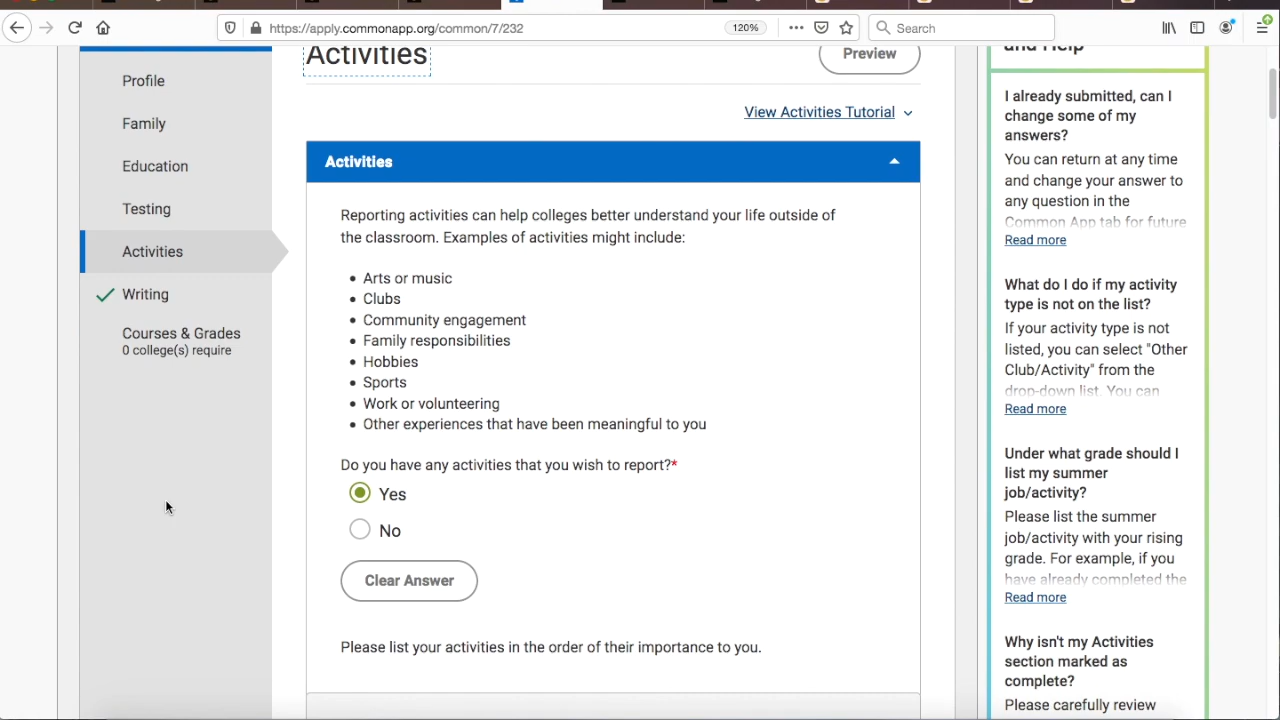 https://apply.commonapp.org/common/7/232
120%
Search
Profile
Family
Education
Testing
Activities
Writing
Courses & Grades
0 college(s) require
Activities
Preview
View Activities Tutorial
Activities
Reporting activities can help colleges better understand your life outside of
the classroom. Examples of activities might include:
• Arts or music
• Clubs
• Community engagement
• Family responsibilities
• Hobbies
• Sports
• Work or volunteering
• Other experiences that have been meaningful to you
Do you have any activities that you wish to report?*
Yes
No
Clear Answer
Please list your activities in the order of their importance to you.
and Help
I already submitted, can I
change some of my
answers?
You can return at any time
and change your answer to
any question in the
Common App tab for future
Read more
What do I do if my activity
type is not on the list?
If your activity type is not
listed, you can select "Other
Club/Activity" from the
drop-down list. You can
Read more
Under what grade should I
list my summer
job/activity?
Please list the summer
job/activity with your rising
grade. For example, if you
have already completed the
Read more
Why isn't my Activities
section marked as
complete?
Please carefully review